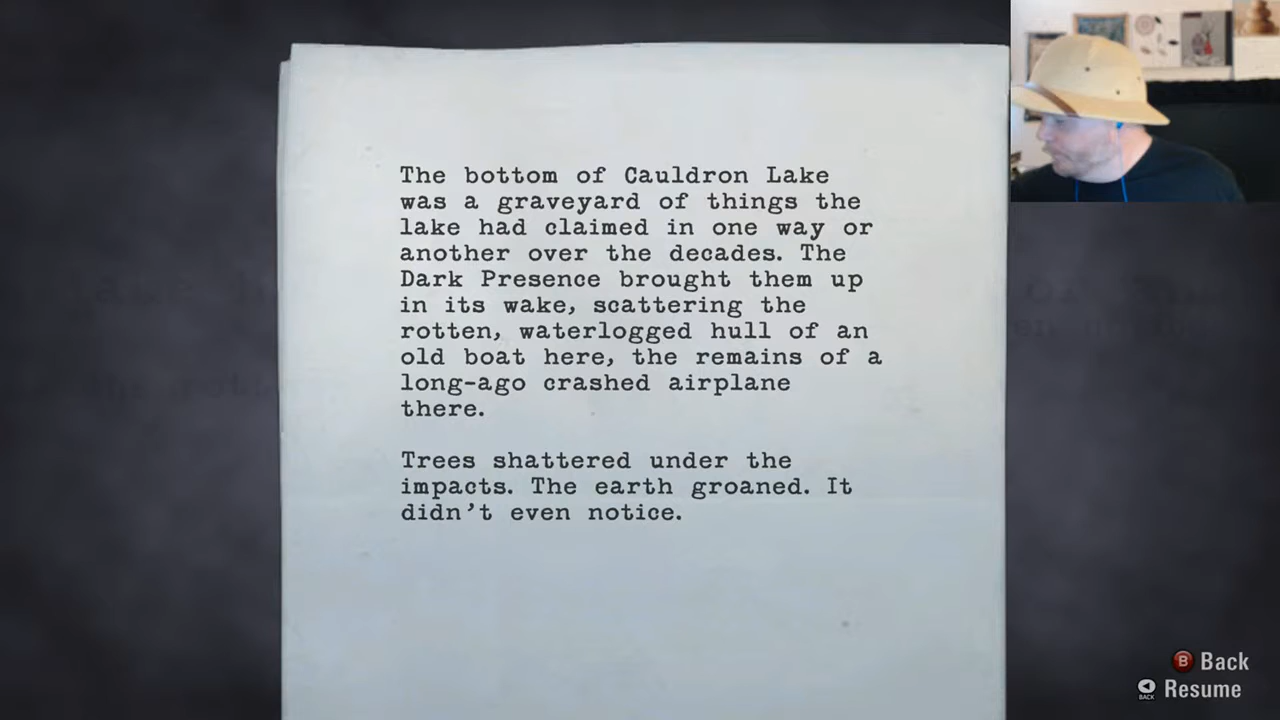 The bottom of Cauldron Lake
was a graveyard of things the
lake had claimed in one way or
another over the decades. The
Dark Presence brought them up
in its wake, scattering the
rotten, waterlogged hull of an
old boat here, the remains of a
long-ago crashed airplane
there.
Trees shattered under the
impacts. The earth groaned. It
didn't even notice.
B Back
BACK Resume